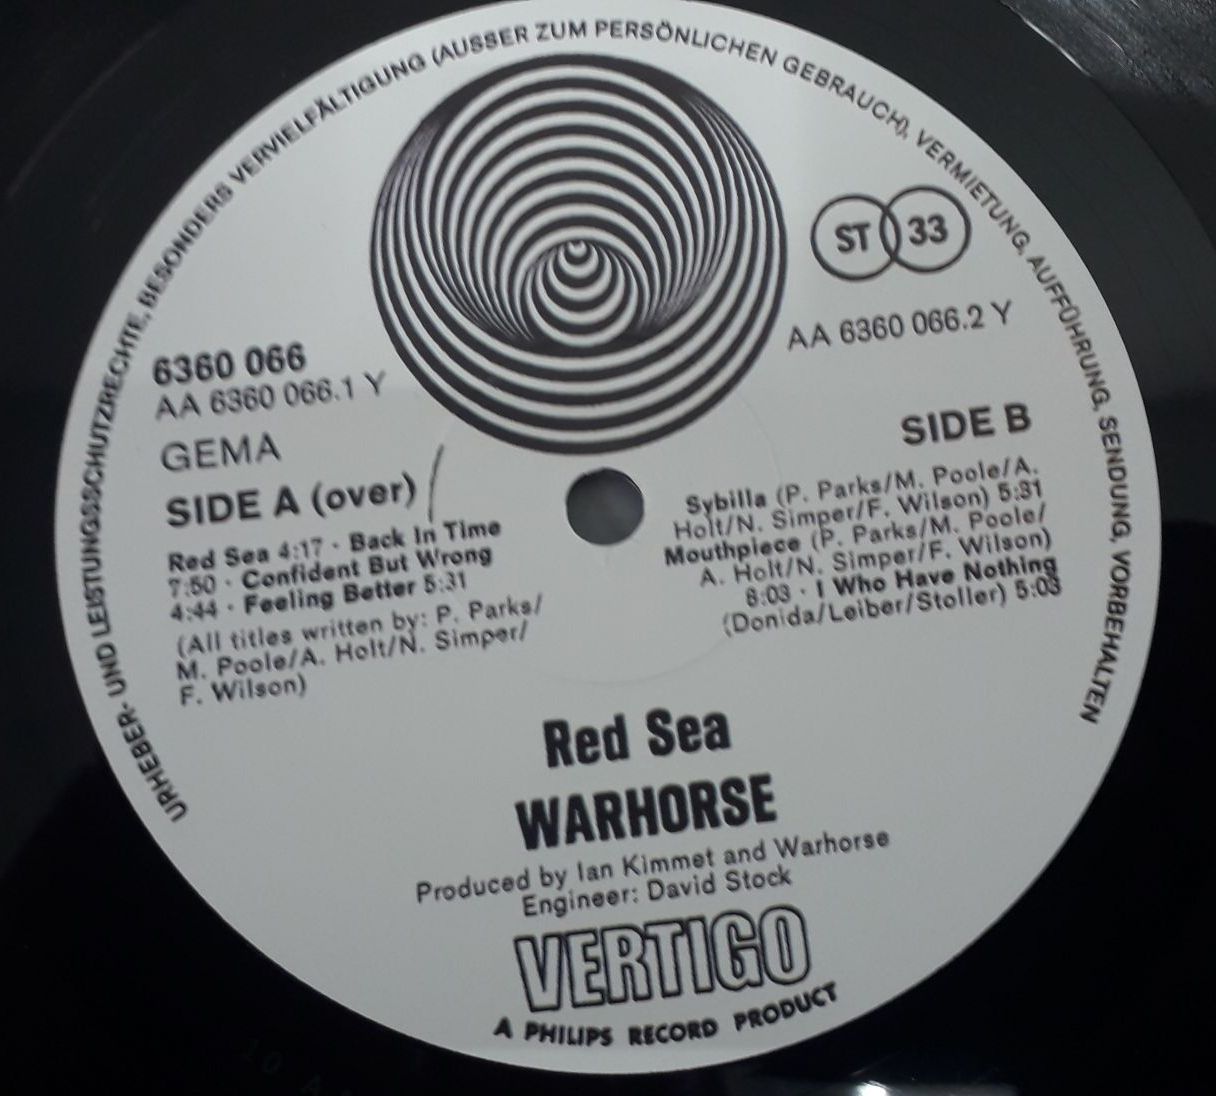 URHEBER- UND LEISTUNGSSCHUTZRECHTE, BESONDERS VERVIELFÄLTIGUNG (AUSSER ZUM PERSÖNLICHEN GEBRAUCH), VERMIETUNG, AUFFÜHRUNG, SENDUNG, VORBEHALTEN
ST 33
6360 066
AA 6360 066.1 Y
GEMA
SIDE A (over)
Red Sea 4:17 · Back In Time
7:50 · Confident But Wrong
4:44 · Feeling Better 5:31
(All titles written by: P. Parks/
M. Poole/A. Holt/N. Simper/
F. Wilson)
AA 6360 066.2 Y
SIDE B
Sybilla (P. Parks/M. Poole/A.
Holt/N. Simper/F. Wilson) 5:31
Mouthpiece (P. Parks/M. Poole/
A. Holt/N. Simper/F. Wilson)
8:03 · I Who Have Nothing
(Donida/Leiber/Stoller) 5:03
Red Sea
WARHORSE
Produced by Ian Kimmet and Warhorse
Engineer: David Stock
VERTIGO
A PHILIPS RECORD PRODUCT